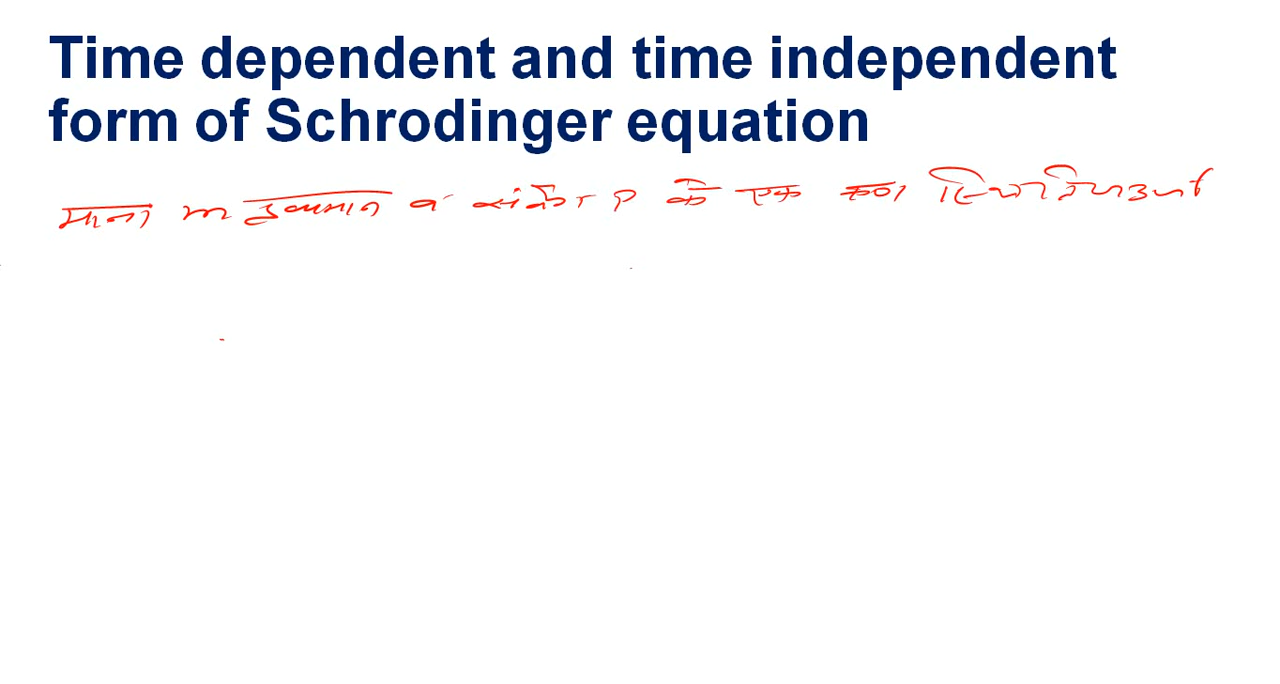 Time dependent and time independent
form of Schrodinger equation
माना m द्रव्यमान व संवेग P के एक कण